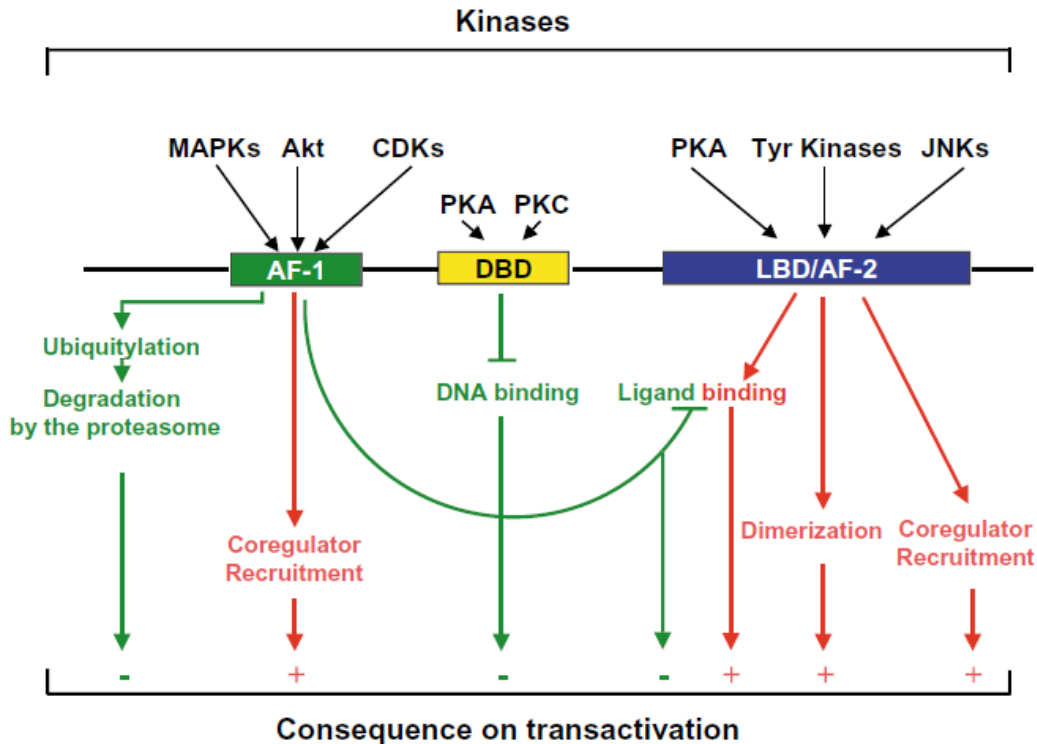 Kinases
MAPKs Akt CDKs
PKA Tyr Kinases JNKs
PKA PKC
AF-1
DBD
LBD/AF-2
Ubiquitylation
Degradation
by the proteasome
DNA binding
Ligand binding
Coregulator
Recruitment
Dimerization
Coregulator
Recruitment
- + - - + + +
Consequence on transactivation